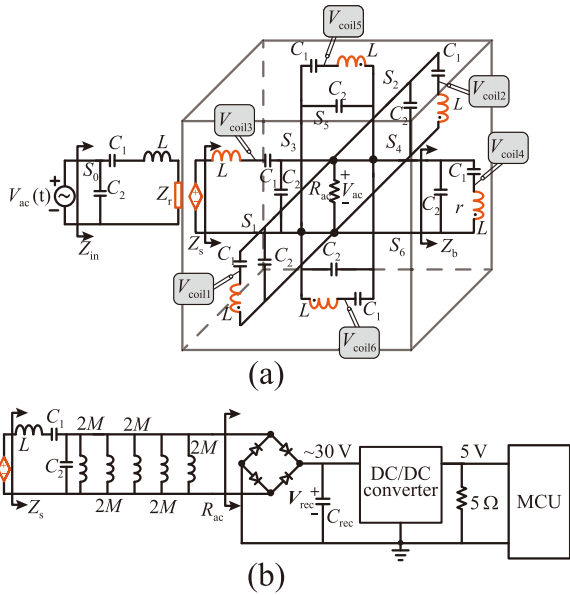 V_coil5
C_1 L
C_1
S_2
V_coil2
C_2
S_5
V_coil3
L
S_3
C_2
L
S_4
V_coil4
C_1 L
S_0
C_2
V_ac(t)
+
−
Z_r
Z_in
Z_s
C_1 C_2
R_ac
+
V_ac
−
C_1
C_2
r
L
Z_b
S_1
C_1 C_2
C_2
S_6
V_coil1
L
L
C_1
V_coil6
(a)
L C_1 2M 2M 2M
C_2
2M 2M
Z_s
R_ac
~30 V
V_rec
+
−
C_rec
DC/DC
converter
5 V
5 Ω
MCU
(b)